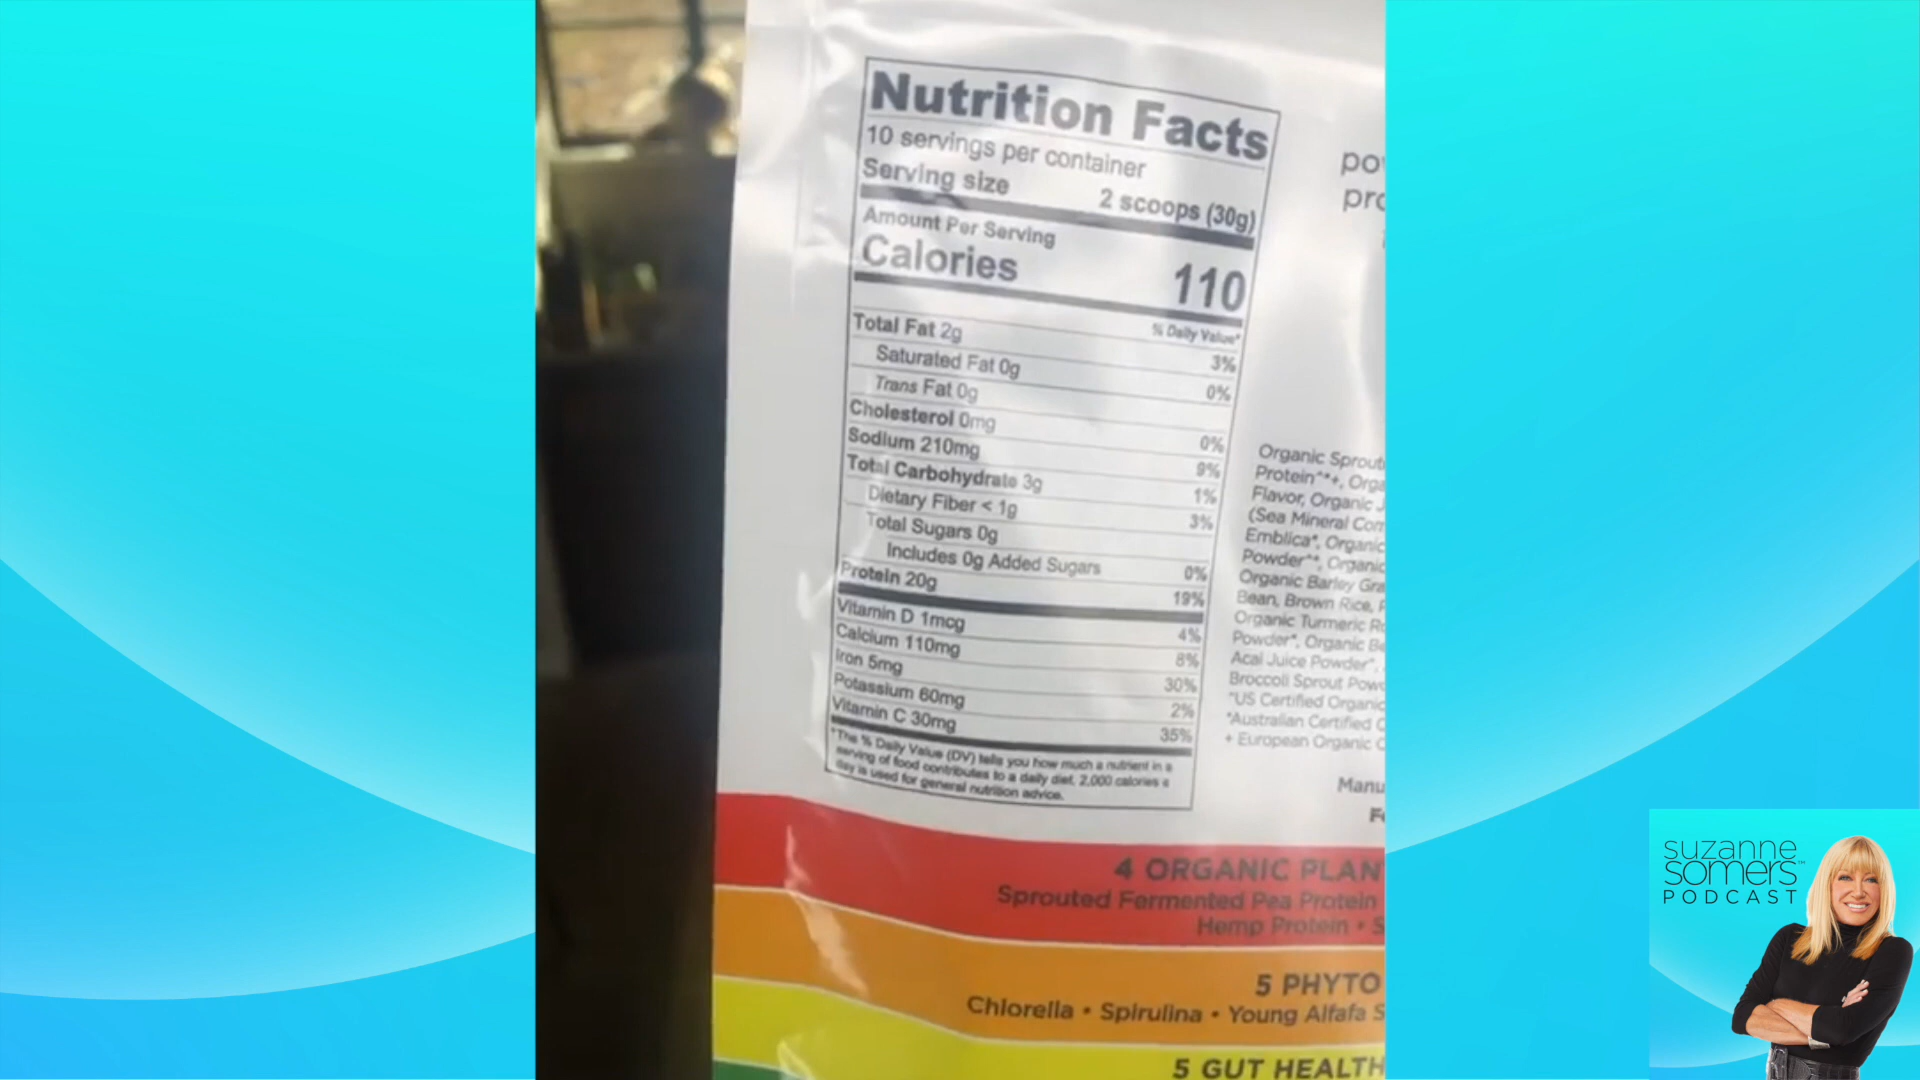 Nutrition Facts
10 servings per container
Serving size 2 scoops (30g)
Amount Per Serving
Calories 110
% Daily Value*
Total Fat 2g 3%
Saturated Fat 0g 0%
Trans Fat 0g
Cholesterol 0mg 0%
Sodium 210mg 9%
Total Carbohydrate 3g 1%
Dietary Fiber < 1g 3%
Total Sugars 0g
Includes 0g Added Sugars 0%
Protein 20g 19%
Vitamin D 1mcg 4%
Calcium 110mg 8%
Iron 5mg 30%
Potassium 60mg 2%
Vitamin C 30mg 35%
*The % Daily Value (DV) tells you how much a nutrient in a
serving of food contributes to a daily diet. 2,000 calories a
day is used for general nutrition advice.
po
pro
Organic Sprout
Protein^*+, Orga
Flavor, Organic J
(Sea Mineral Com
Emblica*, Organic
Powder^*, Organic
Organic Barley Gra
Bean, Brown Rice,
Organic Turmeric R
Powder*, Organic Be
Acai Juice Powder*,
Broccoli Sprout Powd
^US Certified Organic
*Australian Certified O
+ European Organic C
Manu
4 ORGANIC PLAN
Sprouted Fermented Pea Protein
Hemp Protein • S
5 PHYTO
Chlorella • Spirulina • Young Alfafa S
5 GUT HEALTH
suzanne
somers™
PODCAST